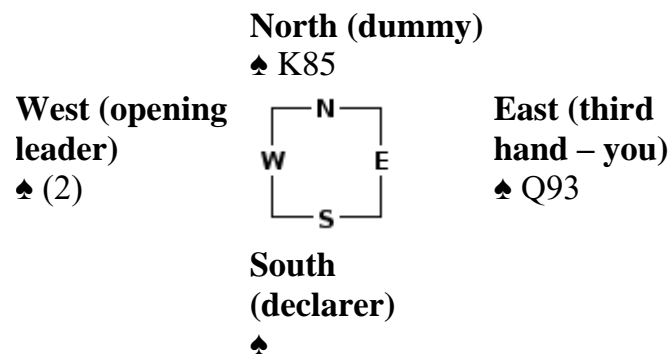 North (dummy)
♠ K85
West (opening
leader)
♠ (2)
N
W E
S
East (third
hand – you)
♠ Q93
South
(declarer)
♠